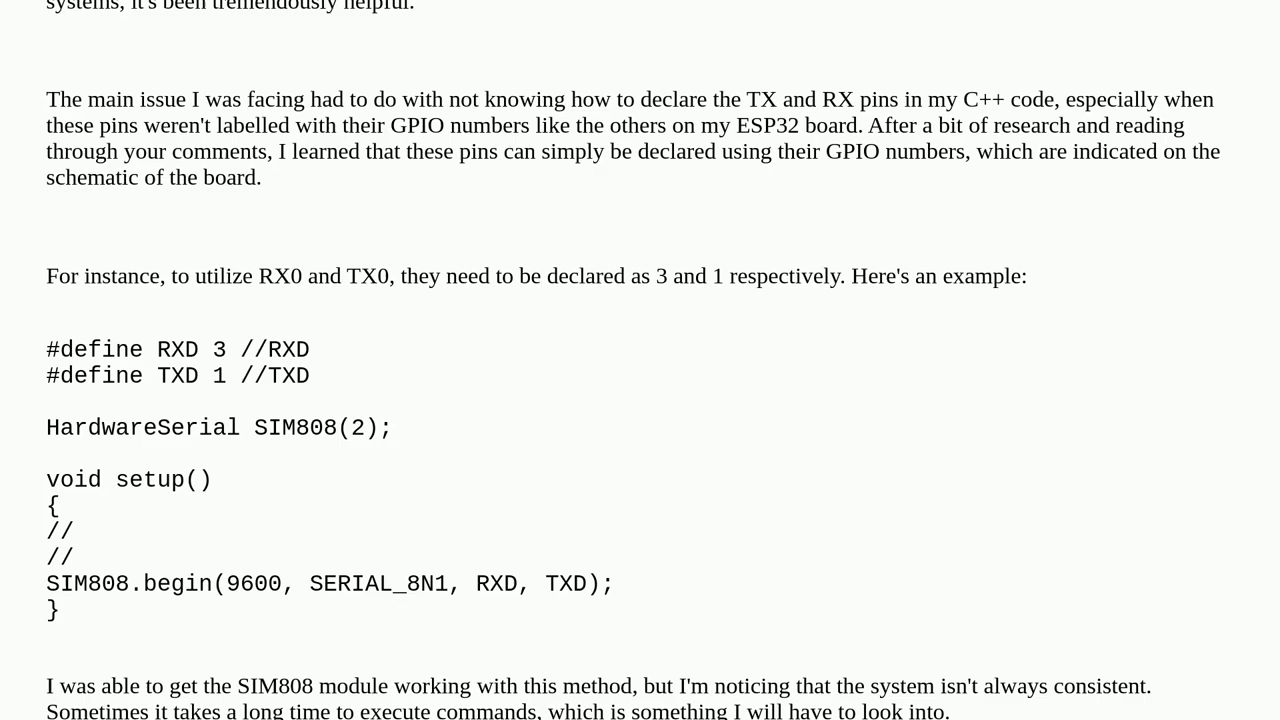 systems, it's been tremendously helpful.
The main issue I was facing had to do with not knowing how to declare the TX and RX pins in my C++ code, especially when
these pins weren't labelled with their GPIO numbers like the others on my ESP32 board. After a bit of research and reading
through your comments, I learned that these pins can simply be declared using their GPIO numbers, which are indicated on the
schematic of the board.
For instance, to utilize RX0 and TX0, they need to be declared as 3 and 1 respectively. Here's an example:
#define RXD 3 //RXD
#define TXD 1 //TXD
HardwareSerial SIM808(2);
void setup()
{
//
//
SIM808.begin(9600, SERIAL_8N1, RXD, TXD);
}
I was able to get the SIM808 module working with this method, but I'm noticing that the system isn't always consistent.
Sometimes it takes a long time to execute commands, which is something I will have to look into.